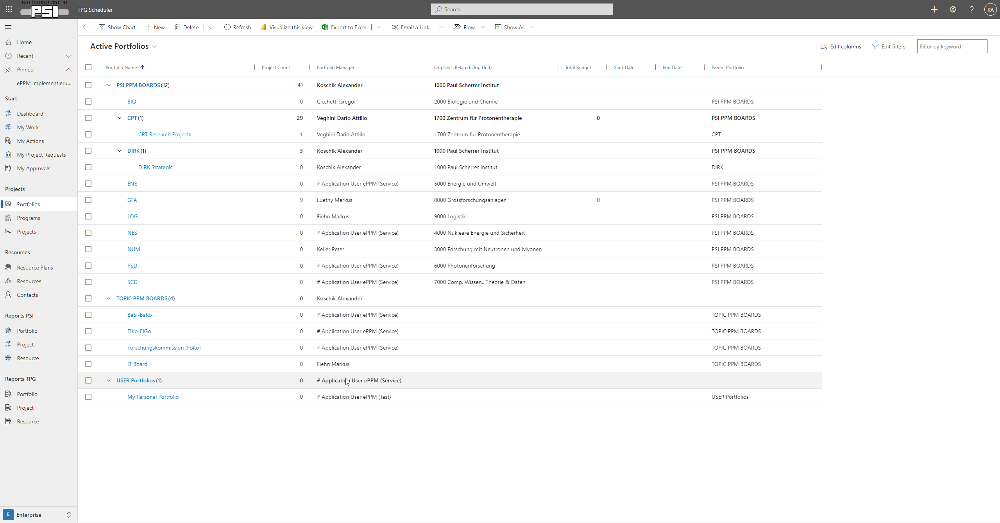 PAUL SCHERRER INSTITUT
PSI
TPG Scheduler
Search
KA
Show Chart
New
Delete
Refresh
Visualize this view
Export to Excel
Email a Link
Flow
Show As
Home
Recent
Pinned
ePPM Implementieru...
Start
Dashboard
My Work
My Actions
My Project Requests
My Approvals
Projects
Portfolios
Programs
Projects
Resources
Resource Plans
Resources
Contacts
Reports PSI
Portfolio
Project
Resource
Reports TPG
Portfolio
Project
Resource
E Enterprise
Active Portfolios
Edit columns
Edit filters
Filter by keyword
Portfolio Name Project Count Portfolio Manager Org Unit (Related Org. Unit) Total Budget Start Date End Date Parent Portfolio
PSI PPM BOARDS (12) 41 Koschik Alexander 1000 Paul Scherrer Institut
BIO 0 Cicchetti Gregor 2000 Biologie und Chemie PSI PPM BOARDS
CPT (1) 29 Veghini Dario Attilio 1700 Zentrum für Protonentherapie 0 PSI PPM BOARDS
CPT Research Projects 1 Veghini Dario Attilio 1700 Zentrum für Protonentherapie CPT
DIRK (1) 3 Koschik Alexander 1000 Paul Scherrer Institut PSI PPM BOARDS
DIRK Strategic 0 Koschik Alexander 1000 Paul Scherrer Institut DIRK
ENE 0 # Application User ePPM (Service) 5000 Energie und Umwelt PSI PPM BOARDS
GFA 9 Luethy Markus 8000 Grossforschungsanlagen 0 PSI PPM BOARDS
LOG 0 Fiehn Markus 9000 Logistik PSI PPM BOARDS
NES 0 # Application User ePPM (Service) 4000 Nukleare Energie und Sicherheit PSI PPM BOARDS
NUM 0 Keller Peter 3000 Forschung mit Neutronen und Myonen PSI PPM BOARDS
PSD 0 # Application User ePPM (Service) 6000 Photonenforschung PSI PPM BOARDS
SCD 0 # Application User ePPM (Service) 7000 Comp. Wissen., Theorie & Daten PSI PPM BOARDS
TOPIC PPM BOARDS (4) 0 Koschik Alexander
BaSi-BaKo 0 # Application User ePPM (Service) TOPIC PPM BOARDS
ElKo-ElGo 0 # Application User ePPM (Service) TOPIC PPM BOARDS
Forschungskommission [FoKo] 0 # Application User ePPM (Service) TOPIC PPM BOARDS
IT Board 0 Fiehn Markus TOPIC PPM BOARDS
USER Portfolios (1) 0 # Application User ePPM (Service)
My Personal Portfolio 0 # Application User ePPM (Test) USER Portfolios